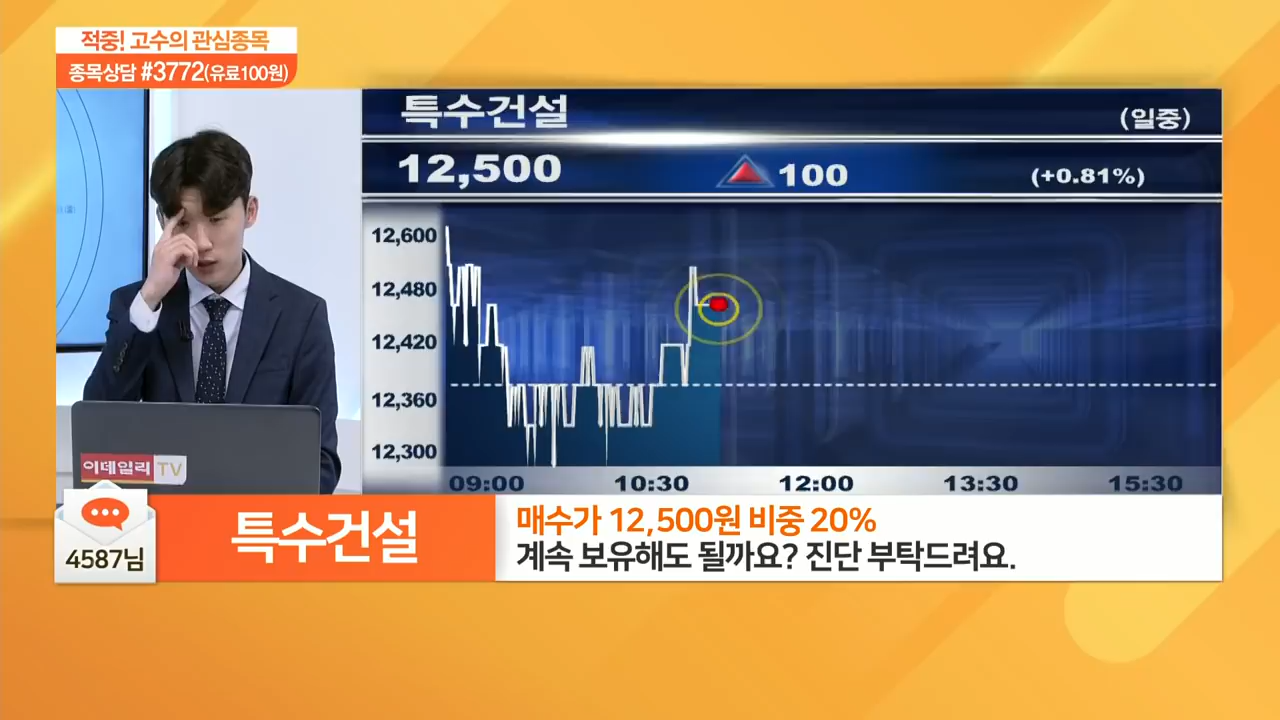 적중! 고수의 관심종목
종목상담 #3772(유료100원)
특수건설
(일중)
12,500 100 (+0.81%)
12,600
12,480
12,420
12,360
12,300
09:00 10:30 12:00 13:30 15:30
이데일리TV
4587님
특수건설
매수가 12,500원 비중 20%
계속 보유해도 될까요? 진단 부탁드려요.